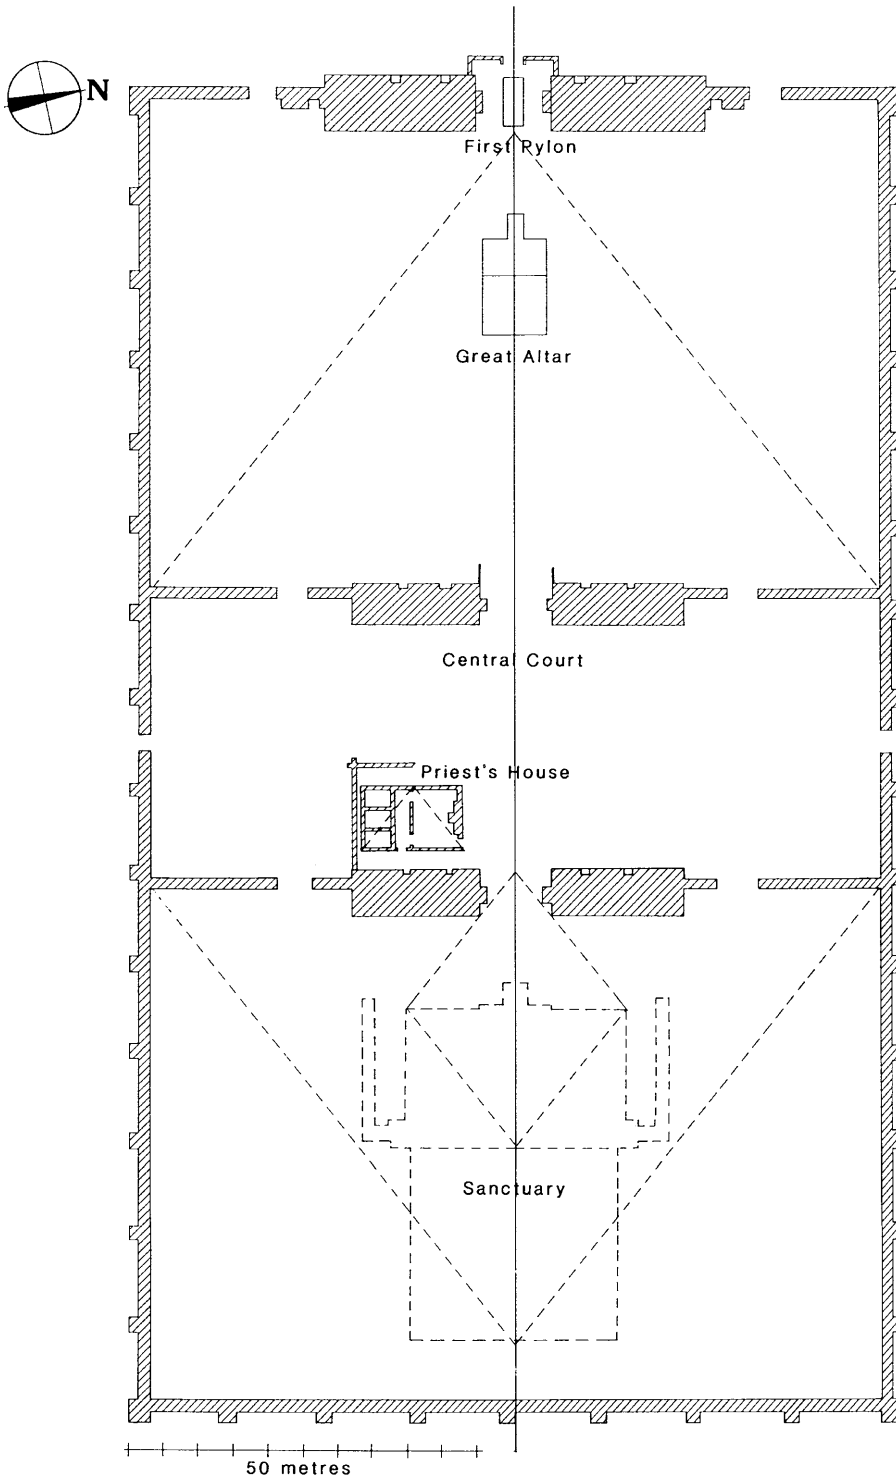 N
First Pylon
Great Altar
Central Court
Priest's House
Sanctuary
50 metres